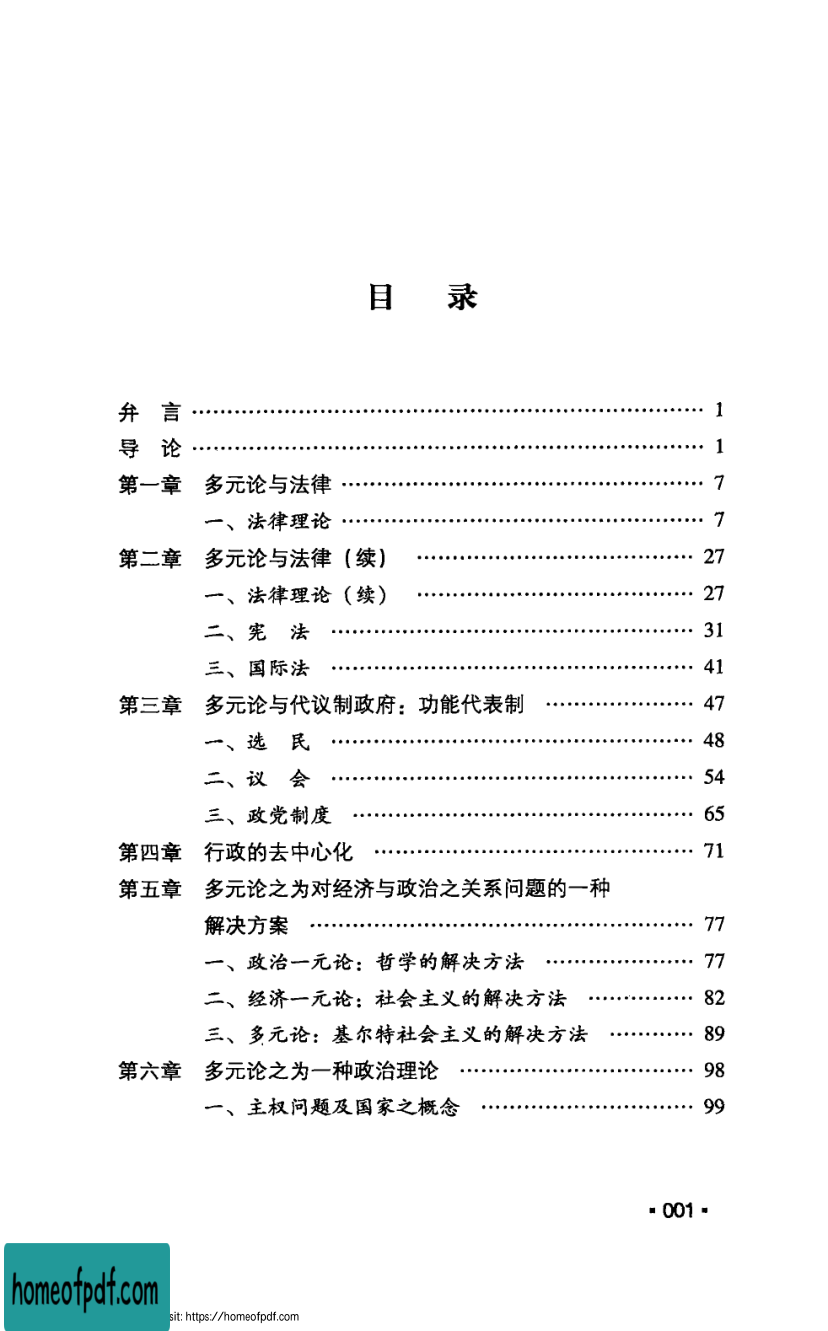 目 录
弁 言 …… 1
导 论 …… 1
第一章 多元论与法律 …… 7
一、法律理论 …… 7
第二章 多元论与法律（续） …… 27
一、法律理论（续） …… 27
二、宪 法 …… 31
三、国际法 …… 41
第三章 多元论与代议制政府：功能代表制 …… 47
一、选 民 …… 48
二、议 会 …… 54
三、政党制度 …… 65
第四章 行政的去中心化 …… 71
第五章 多元论之为对经济与政治之关系问题的一种
解决方案 …… 77
一、政治一元论：哲学的解决方法 …… 77
二、经济一元论：社会主义的解决方法 …… 82
三、多元论：基尔特社会主义的解决方法 …… 89
第六章 多元论之为一种政治理论 …… 98
一、主权问题及国家之概念 …… 99
▪ 001 ▪
homeofpdf.com
sit: https://homeofpdf.com